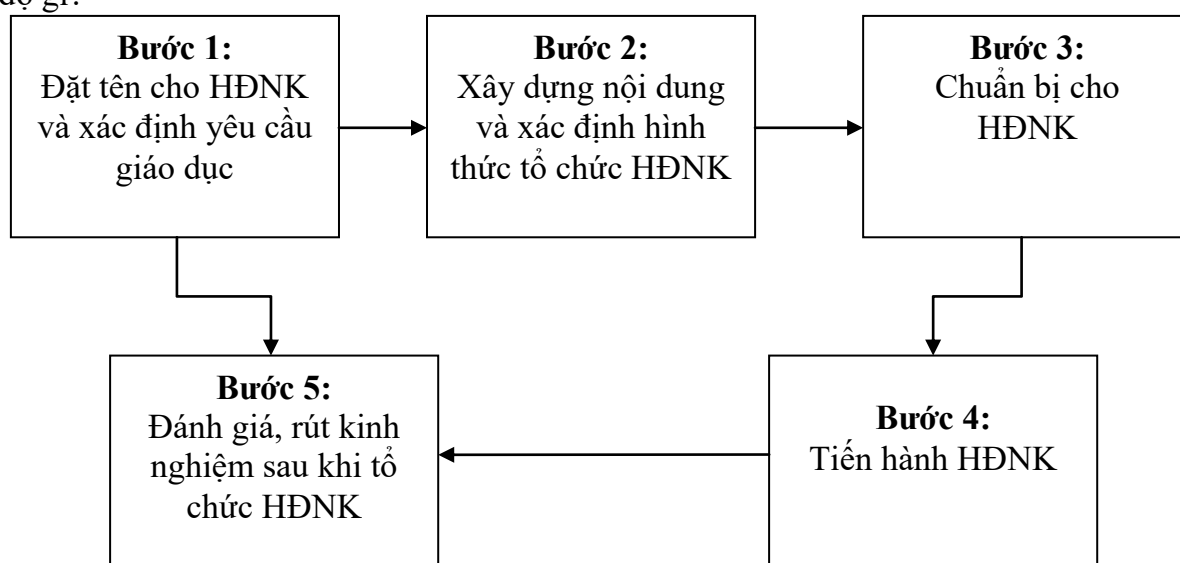 Bước 1:
Đặt tên cho HĐNK
và xác định yêu cầu
giáo dục
Bước 2:
Xây dựng nội dung
và xác định hình
thức tổ chức HĐNK
Bước 3:
Chuẩn bị cho
HĐNK
Bước 5:
Đánh giá, rút kinh
nghiệm sau khi tổ
chức HĐNK
Bước 4:
Tiến hành HĐNK